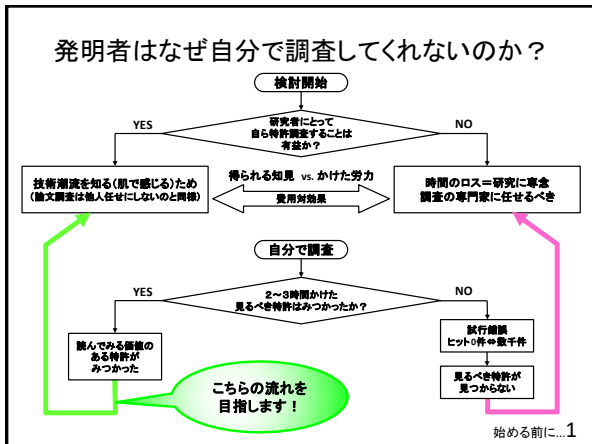 発明者はなぜ自分で調査してくれないのか？
検討開始
研究者にとって
自ら特許調査することは
有益か？
YES
NO
技術潮流を知る（肌で感じる）ため
（論文調査は他人任せにしないのと同様）
得られる知見 vs. かけた労力
費用対効果
時間のロス＝研究に専念
調査の専門家に任せるべき
自分で調査
２～３時間かけた
見るべき特許はみつかったか？
YES
NO
読んでみる価値の
ある特許が
みつかった
試行錯誤
ヒット０件⇔数千件
見るべき特許が
見つからない
こちらの流れを
目指します！
始める前に...1